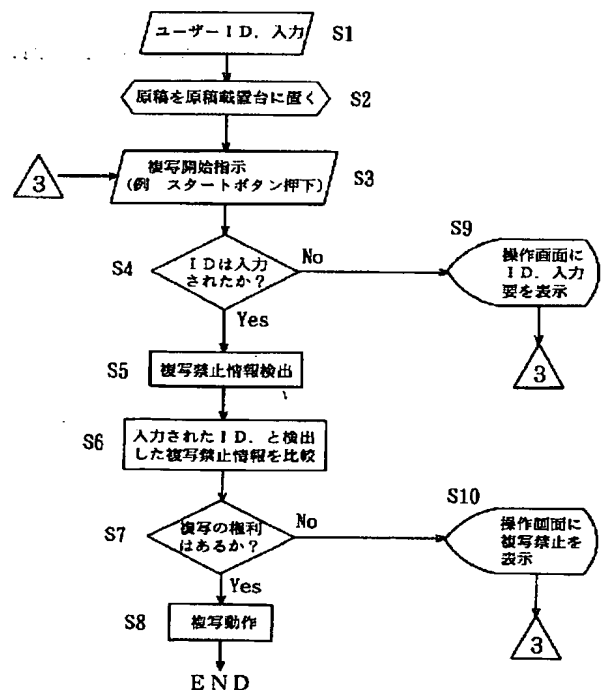 ユーザーＩＤ．入力
S1
原稿を原稿載置台に置く
S2
3
複写開始指示
(例　スタートボタン押下)
S3
S4
ＩＤは入力
されたか？
No
S9
操作画面に
ＩＤ．入力
要を表示
3
Yes
S5
複写禁止情報検出
S6
入力されたＩＤ．と検出
した複写禁止情報を比較
S7
複写の権利
はあるか？
No
S10
操作画面に
複写禁止を
表示
3
Yes
S8
複写動作
ＥＮＤ